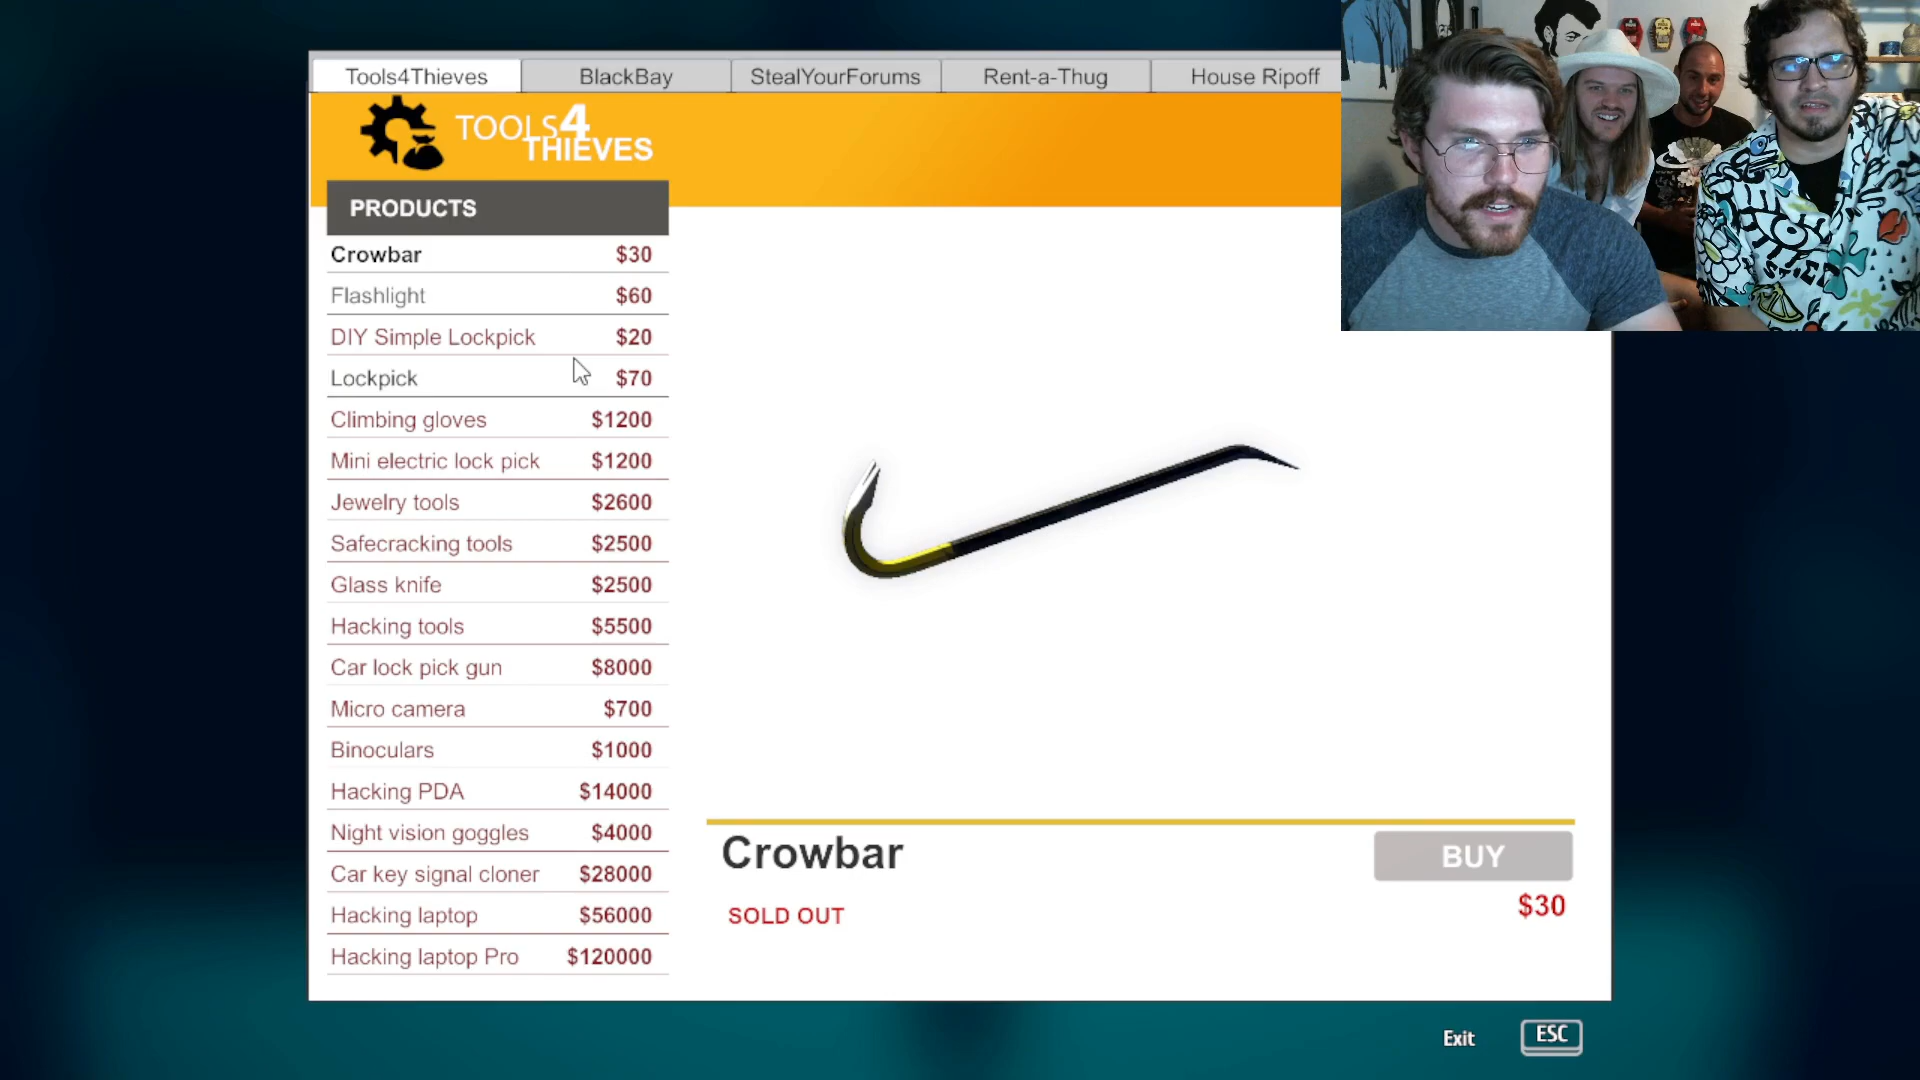 Tools4Thieves
BlackBay
StealYourForums
Rent-a-Thug
House Ripoff
TOOLS4
THIEVES
PRODUCTS
Crowbar $30
Flashlight $60
DIY Simple Lockpick $20
Lockpick $70
Climbing gloves $1200
Mini electric lock pick $1200
Jewelry tools $2600
Safecracking tools $2500
Glass knife $2500
Hacking tools $5500
Car lock pick gun $8000
Micro camera $700
Binoculars $1000
Hacking PDA $14000
Night vision goggles $4000
Car key signal cloner $28000
Hacking laptop $56000
Hacking laptop Pro $120000
Crowbar
BUY
SOLD OUT
$30
Exit ESC